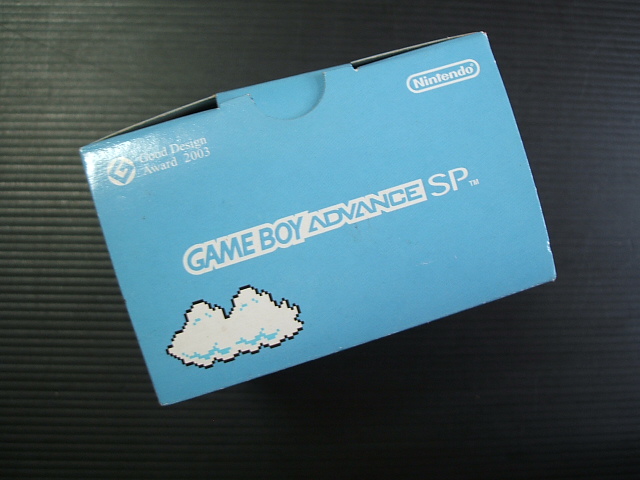 Nintendo
Good Design
Award 2003
GAME BOY ADVANCE SP™